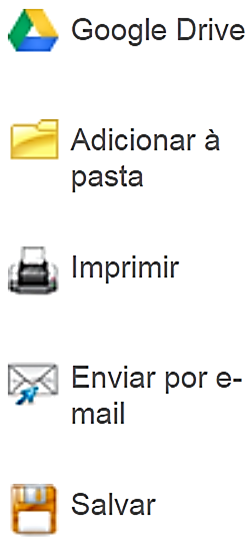 Google Drive
Adicionar à
pasta
Imprimir
Enviar por e-
mail
Salvar